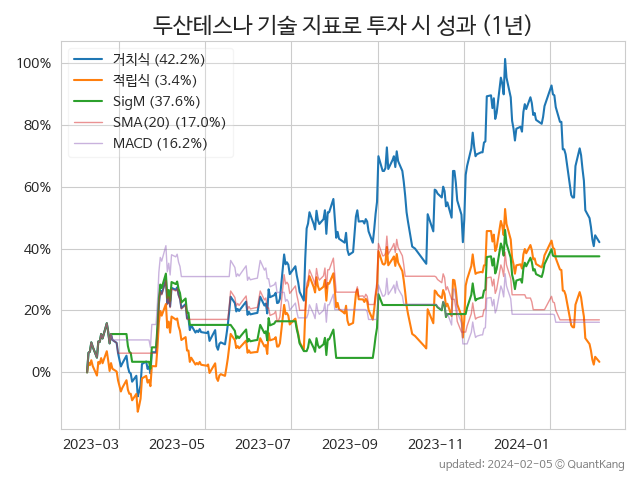 두산테스나 기술 지표로 투자 시 성과 (1년)
거치식 (42.2%)
적립식 (3.4%)
SigM (37.6%)
SMA(20) (17.0%)
MACD (16.2%)
100%
80%
60%
40%
20%
0%
2023-03 2023-05 2023-07 2023-09 2023-11 2024-01
updated: 2024-02-05 © QuantKang